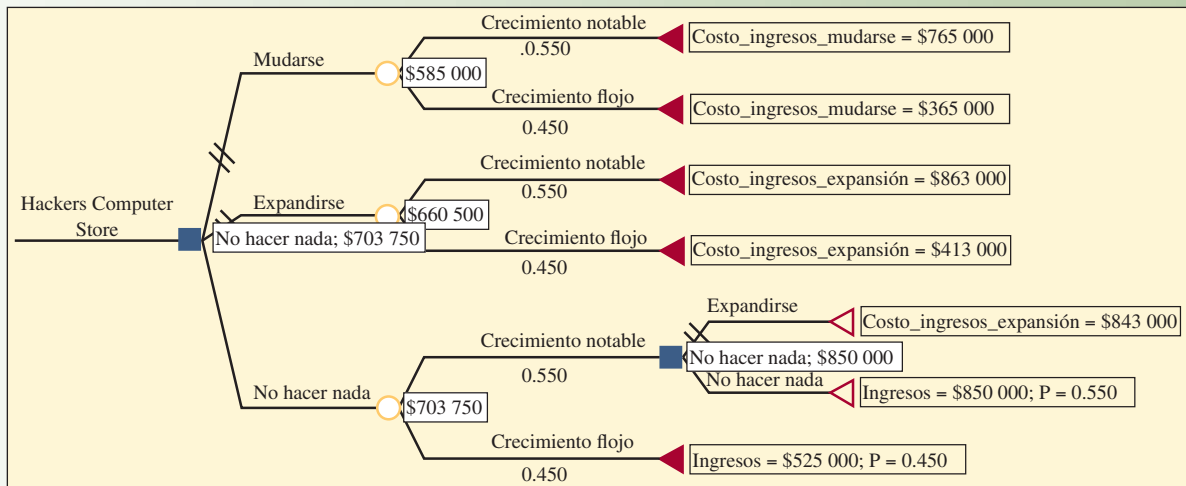 Crecimiento notable
.0.550
Costo_ingresos_mudarse = $765 000
Mudarse
$585 000
Crecimiento flojo
0.450
Costo_ingresos_mudarse = $365 000
Hackers Computer
Store
Crecimiento notable
0.550
Costo_ingresos_expansión = $863 000
Expandirse
$660 500
No hacer nada; $703 750
Crecimiento flojo
0.450
Costo_ingresos_expansión = $413 000
Expandirse
Costo_ingresos_expansión = $843 000
Crecimiento notable
0.550
No hacer nada; $850 000
No hacer nada
Ingresos = $850 000; P = 0.550
No hacer nada
$703 750
Crecimiento flojo
0.450
Ingresos = $525 000; P = 0.450